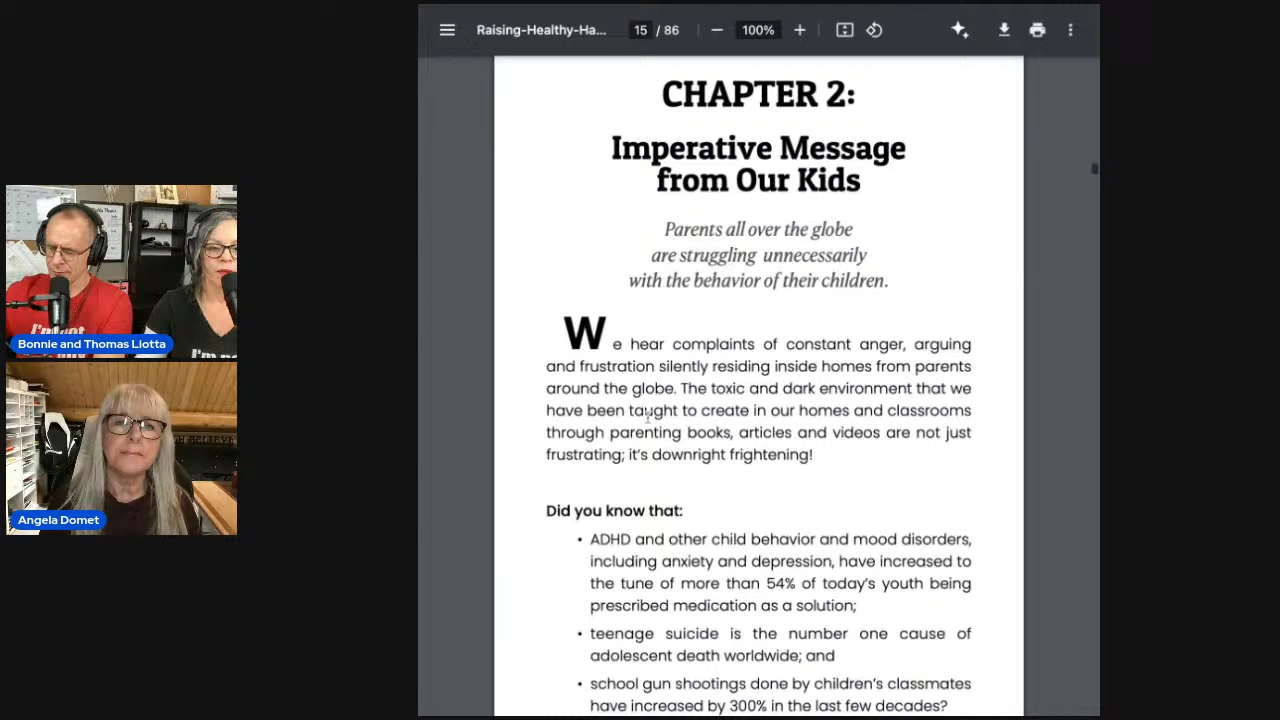 Raising-Healthy-Ha... 15 / 86 100%
CHAPTER 2:
Imperative Message
from Our Kids
Parents all over the globe
are struggling unnecessarily
with the behavior of their children.
We hear complaints of constant anger, arguing
and frustration silently residing inside homes from parents
around the globe. The toxic and dark environment that we
have been taught to create in our homes and classrooms
through parenting books, articles and videos are not just
frustrating; it's downright frightening!
Did you know that:
• ADHD and other child behavior and mood disorders,
including anxiety and depression, have increased to
the tune of more than 54% of today's youth being
prescribed medication as a solution;
• teenage suicide is the number one cause of
adolescent death worldwide; and
• school gun shootings done by children's classmates
have increased by 300% in the last few decades?
Bonnie and Thomas LIotta
Angela Domet